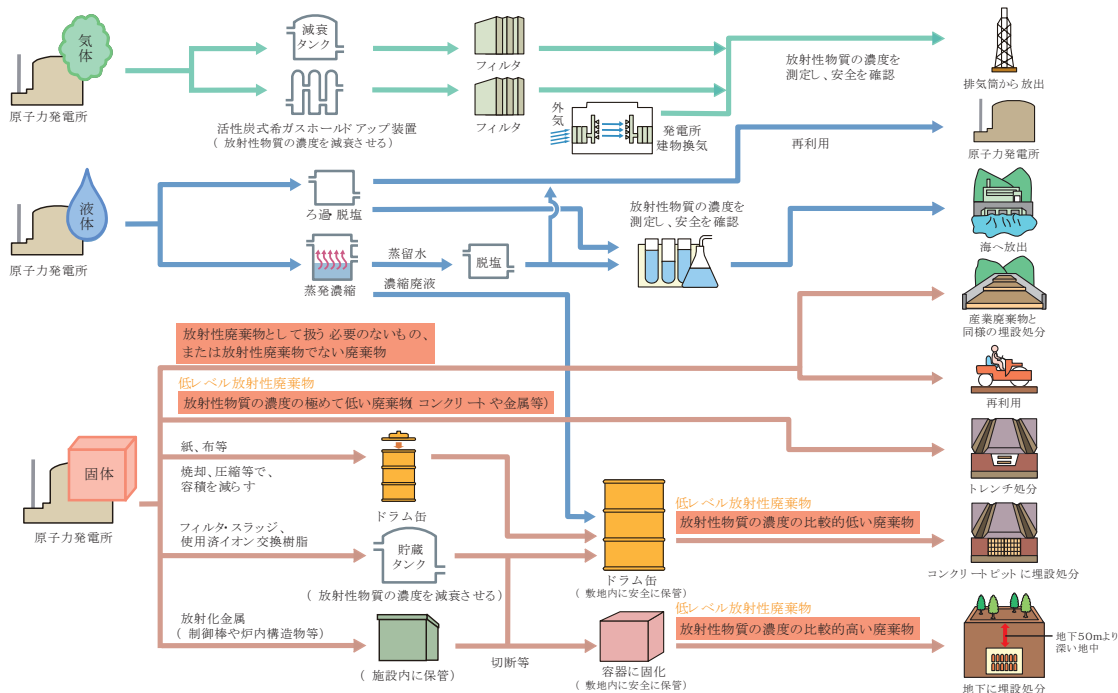 気体
原子力発電所
減衰
タンク
フィルタ
活性炭式希ガスホールドアップ装置
( 放射性物質の濃度を減衰させる)
フィルタ
外気
発電所
建物換気
放射性物質の濃度を
測定し、安全を確認
排気筒から放出
再利用
原子力発電所
液体
原子力発電所
ろ過・脱塩
蒸発濃縮
蒸留水
濃縮廃液
脱塩
放射性物質の濃度を
測定し、安全を確認
海へ放出
産業廃棄物と
同様の埋設処分
放射性廃棄物として扱う必要のないもの、
または放射性廃棄物でない廃棄物
再利用
低レベル放射性廃棄物
放射性物質の濃度の極めて低い廃棄物( コンクリートや金属等)
トレンチ処分
固体
原子力発電所
紙、布等
焼却、圧縮等で、
容積を減らす
ドラム缶
フィルタ・スラッジ、
使用済イオン交換樹脂
貯蔵
タンク
( 放射性物質の濃度を減衰させる)
放射化金属
( 制御棒や炉内構造物等)
( 施設内に保管)
切断等
ドラム缶
( 敷地内に安全に保管)
低レベル放射性廃棄物
放射性物質の濃度の比較的低い廃棄物
コンクリートピットに埋設処分
容器に固化
( 敷地内に安全に保管)
低レベル放射性廃棄物
放射性物質の濃度の比較的高い廃棄物
地下50mより
深い地中
地下に埋設処分